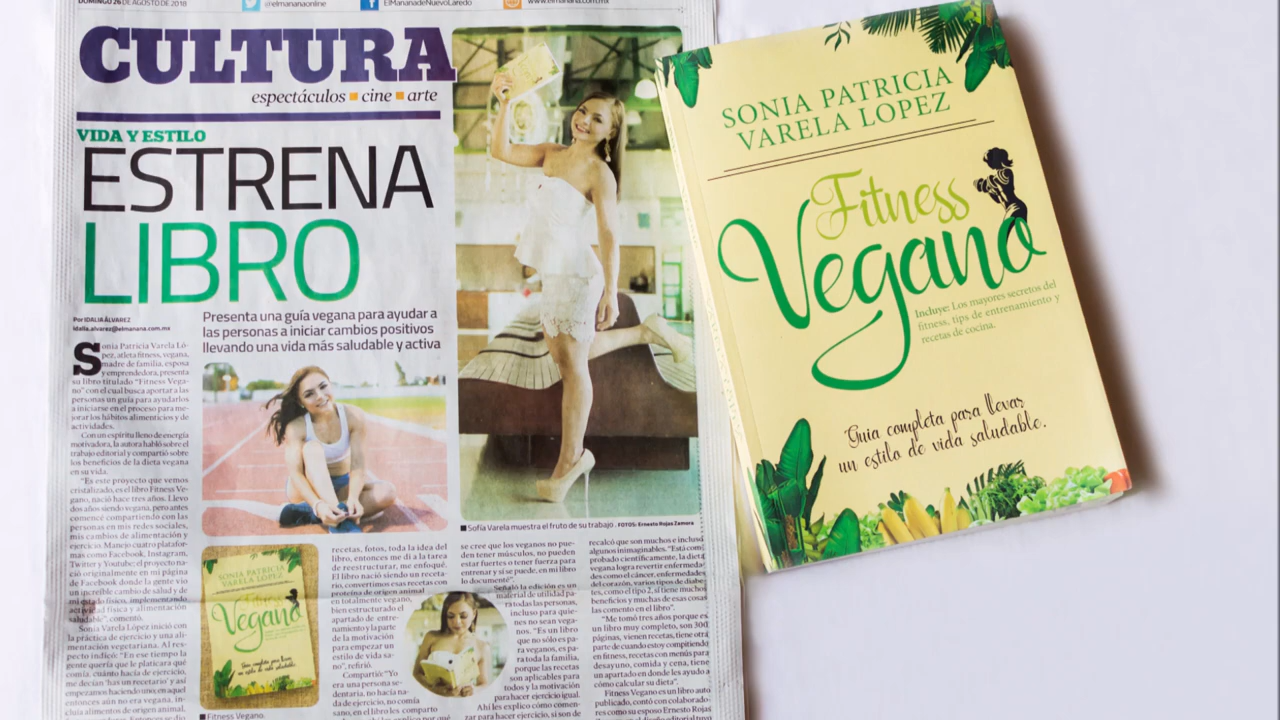 DOMINGO 26 DE AGOSTO DE 2018
@elmananaonline
ElMananadeNuevoLaredo
www.elmanana.com.mx
CULTURA
espectáculos cine arte
VIDA Y ESTILO
ESTRENA
LIBRO
Por IDALIA ÁLVAREZ
idalia.alvarez@elmanana.com.mx
Presenta una guía vegana para ayudar a
las personas a iniciar cambios positivos
llevando una vida más saludable y activa
Sonia Patricia Varela Ló-
pez, atleta fitness, vegana,
madre de familia, esposa
y emprendedora, presenta
su libro titulado "Fitness Vega-
no" con el cual busca aportar a las
personas un guía para ayudarlos
a iniciarse en el proceso para me-
jorar los hábitos alimenticios y de
actividades.
Con un espíritu lleno de energía
motivadora, la autora habló sobre el
trabajo editorial y compartió sobre
los beneficios de la dieta vegana
en su vida.
"Es este proyecto que vemos
cristalizado, es el libro Fitness Ve-
gano, nació hace tres años. Llevo
dos años siendo vegana, pero antes
comencé compartiendo con las
personas en mis redes sociales,
mis cambios de alimentación y
ejercicio. Manejo cuatro platafor-
mas como Facebook, Instagram,
Twitter y Youtube; el proyecto na-
ció originalmente en mi página
de Facebook donde la gente vio
un increíble cambio de salud y de
mi estado físico, implementando
actividad física y alimentación
saludable", comentó.
Sonia Varela López inició con
la práctica de ejercicio y una ali-
mentación vegetariana. Al res-
pecto indicó: "En ese tiempo la
gente quería que le platicara qué
comía, cuánto hacía de ejercicio,
me decían 'haz un recetario' y así
empezamos haciendo uno, en aquel
entonces aún no era vegana, in-
cluía alimentos de origen animal.
SONIA PATRICIA
VARELA LOPEZ
Fitness
Vegano
Guía completa para llevar
un estilo de vida saludable.
Fitness Vegano.
recetas, fotos, toda la idea del
libro, entonces me di a la tarea
de reestructurar, me enfoqué.
El libro nació siendo un receta-
rio, convertimos esas recetas con
proteína de origen animal
en totalmente vegano,
bien estructurado el
apartado de entre-
namiento y la parte
de la motivación
para empezar un
estilo de vida sa-
no", refirió.
Compartir: "Yo
era una persona se-
dentaria, no hacía na-
da de ejercicio, no comía
sano, en el libro les comparto
Sofía Varela muestra el fruto de su trabajo. FOTOS: Ernesto Rojas Zamora
se cree que los veganos no pue-
den tener músculos, no pueden
estar fuertes o tener fuerza para
entrenar y si se puede, en mi libro
lo documenté".
Señaló la edición es un
material de utilidad pa-
ra todas las personas,
incluso para quie-
nes no sean vega-
nos. "Es un libro
que no sólo es pa-
ra veganos, es pa-
ra toda la familia,
porque las recetas
son aplicables para
todos y la motivación
para hacer ejercicio igual.
Ahí les explico cómo comen-
zar para hacer ejercicio, si son de
recalcó que son muchos e incluso
algunos inimaginables. "Está com-
probado científicamente, la dieta
vegana logra revertir enfermeda-
des como el cáncer, enfermedades
del corazón, varios tipos de diabe-
tes, como el tipo 2, sí tiene muchos
beneficios y muchas de esas cosas
las comento en el libro".
"Me tomó tres años porque es
un libro muy completo, son 300
páginas, vienen recetas, tiene otra
parte de cuando estoy compitiendo
en fitness, recetas con menús para
desayuno, comida y cena, tiene
un apartado en donde les ayudo a
cómo calcular su dieta".
Fitness Vegano es un libro auto
publicado, contó con colaborado-
res como su esposo Ernesto Rojas
SONIA PATRICIA
VARELA LOPEZ
Fitness
Vegano
Incluye: Los mayores secretos del
fitness, tips de entrenamiento y
recetas de cocina.
Guía completa para llevar
un estilo de vida saludable.